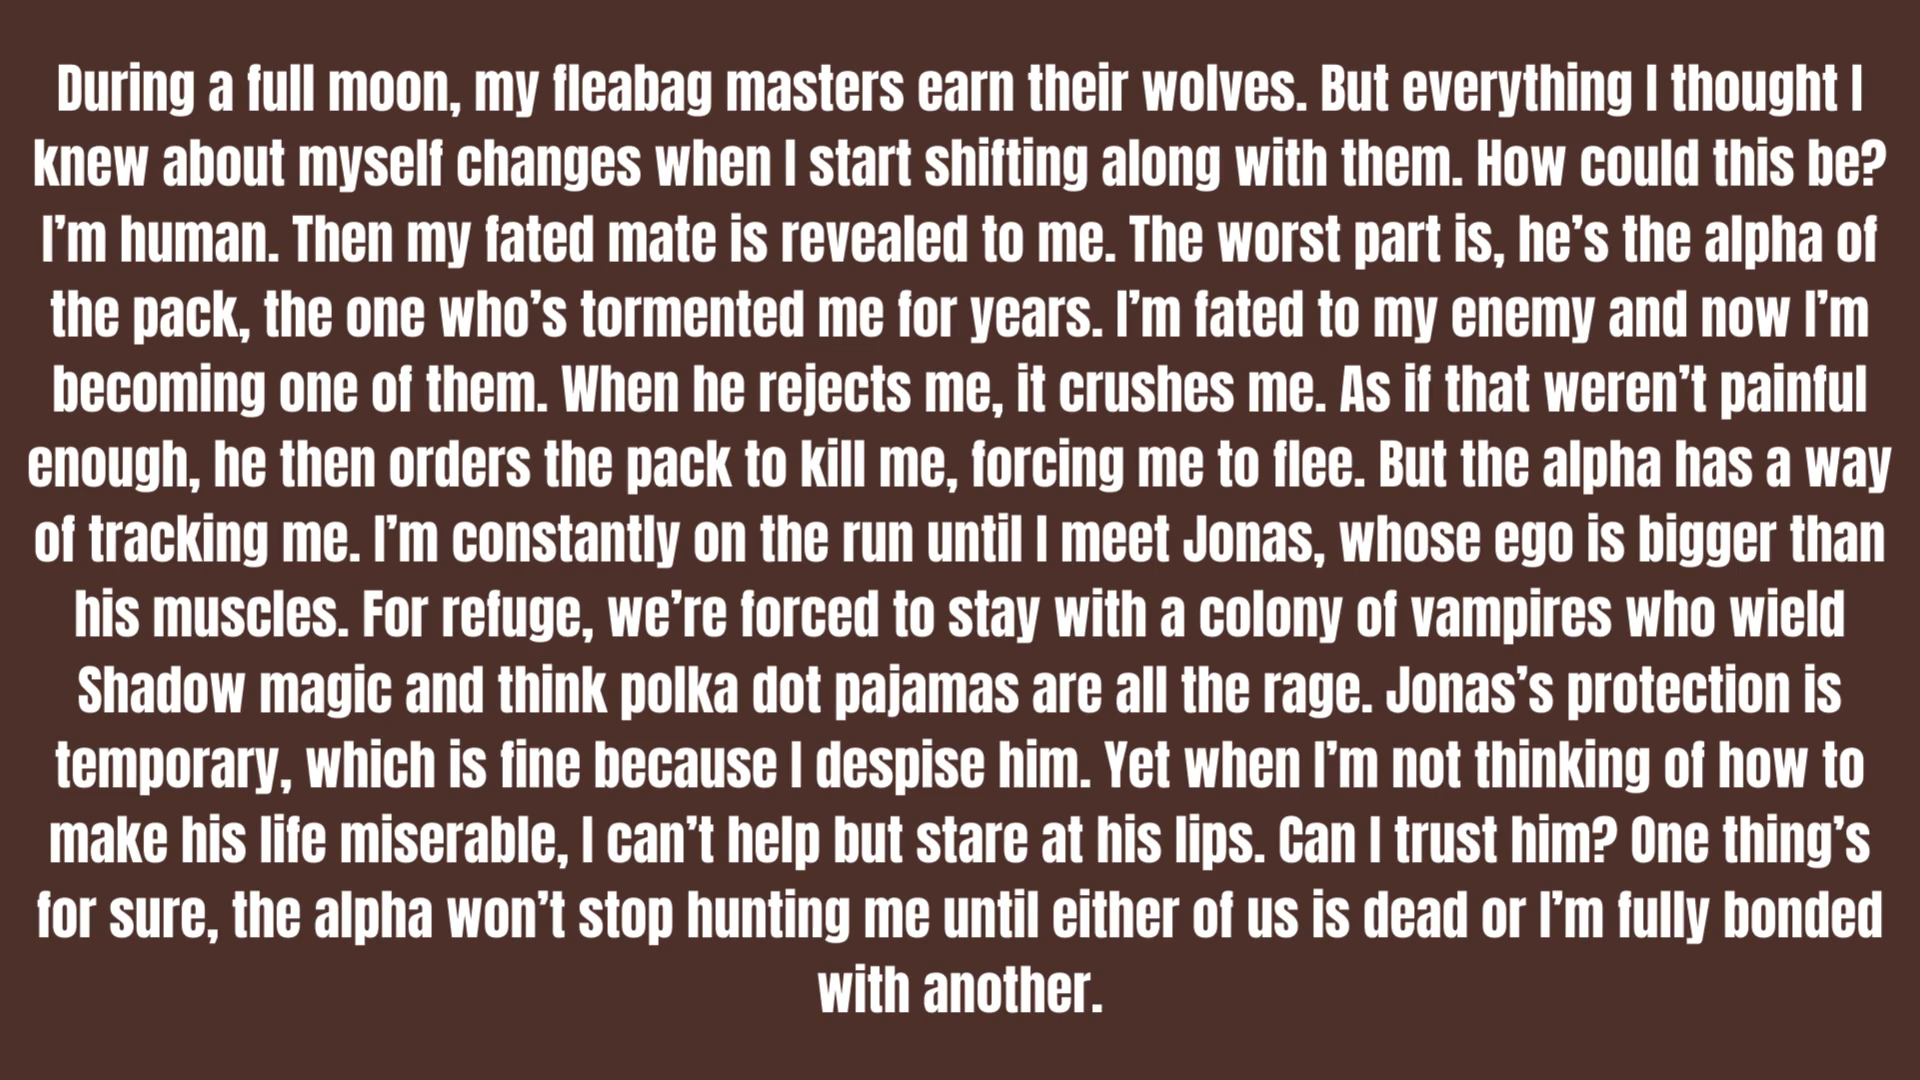 During a full moon, my fleabag masters earn their wolves. But everything I thought I
knew about myself changes when I start shifting along with them. How could this be?
I’m human. Then my fated mate is revealed to me. The worst part is, he’s the alpha of
the pack, the one who’s tormented me for years. I’m fated to my enemy and now I’m
becoming one of them. When he rejects me, it crushes me. As if that weren’t painful
enough, he then orders the pack to kill me, forcing me to flee. But the alpha has a way
of tracking me. I’m constantly on the run until I meet Jonas, whose ego is bigger than
his muscles. For refuge, we’re forced to stay with a colony of vampires who wield
Shadow magic and think polka dot pajamas are all the rage. Jonas’s protection is
temporary, which is fine because I despise him. Yet when I’m not thinking of how to
make his life miserable, I can’t help but stare at his lips. Can I trust him? One thing’s
for sure, the alpha won’t stop hunting me until either of us is dead or I’m fully bonded
with another.